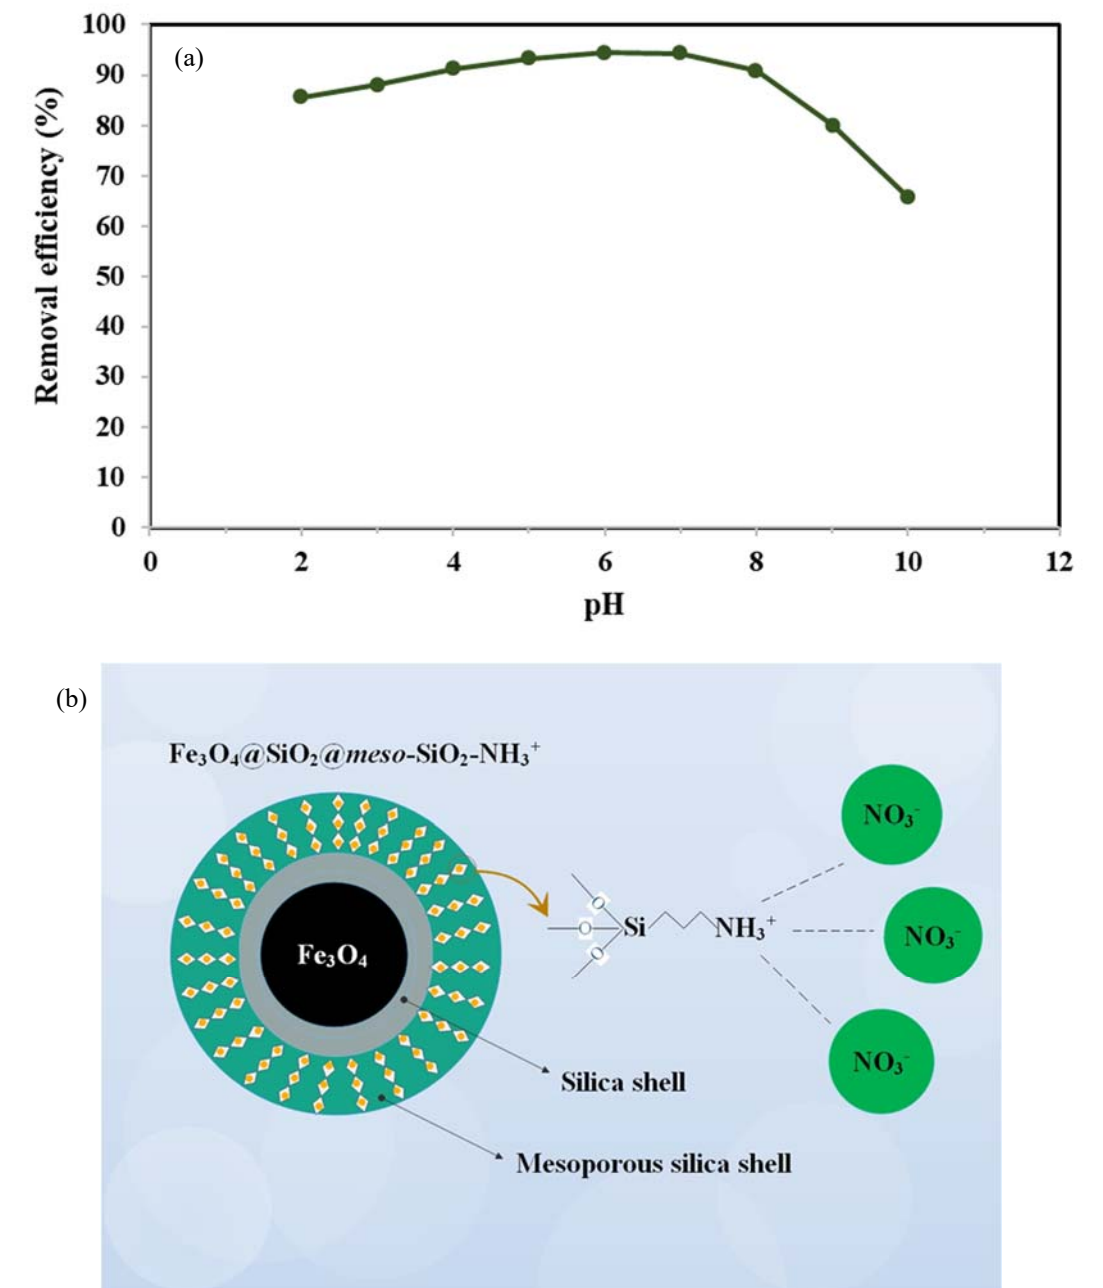 (a)
Removal efficiency (%)
100
90
80
70
60
50
40
30
20
10
0
0 2 4 6 8 10 12
pH
(b)
Fe₃O₄@SiO₂@meso-SiO₂-NH₃⁺
Fe₃O₄
O
O
O
Si
NH₃⁺
NO₃⁻
NO₃⁻
NO₃⁻
Silica shell
Mesoporous silica shell